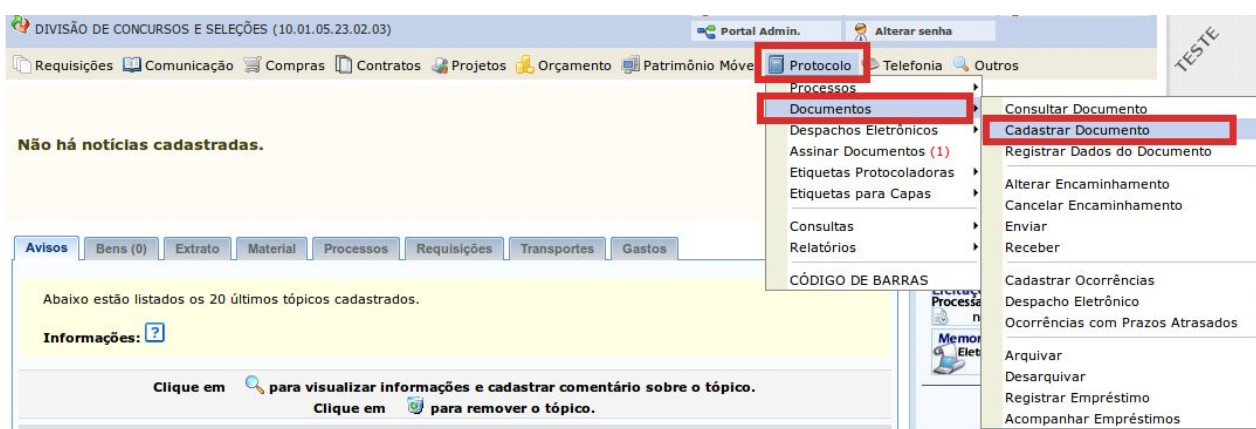 DIVISÃO DE CONCURSOS E SELEÇÕES (10.01.05.23.02.03)
Portal Admin. Alterar senha
TESTE
Requisições Comunicação Compras Contratos Projetos Orçamento Patrimônio Móve Protocolo Telefonia Outros
Processos
Documentos
Despachos Eletrônicos
Assinar Documentos (1)
Etiquetas Protocoladoras
Etiquetas para Capas
Consultas
Relatórios
CÓDIGO DE BARRAS
Consultar Documento
Cadastrar Documento
Registrar Dados do Documento
Alterar Encaminhamento
Cancelar Encaminhamento
Enviar
Receber
Cadastrar Ocorrências
Despacho Eletrônico
Ocorrências com Prazos Atrasados
Arquivar
Desarquivar
Registrar Empréstimo
Acompanhar Empréstimos
Não há notícias cadastradas.
Avisos Bens (0) Extrato Material Processos Requisições Transportes Gastos
Abaixo estão listados os 20 últimos tópicos cadastrados.
Informações: ?
Clique em para visualizar informações e cadastrar comentário sobre o tópico.
Clique em para remover o tópico.
Processa
n
Memor
Elet